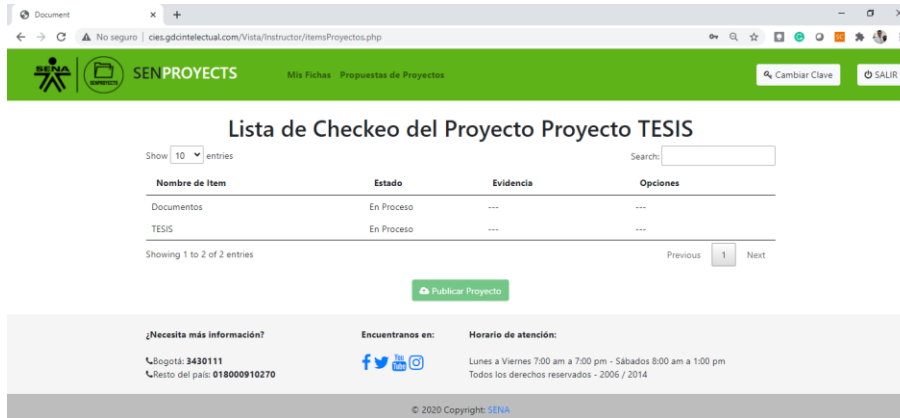 Document
No seguro | cies.gdcintelectual.com/Vista/Instructor/itemsProyectos.php
SENA SENPROYECTS SENPROYECTS Mis Fichas Propuestas de Proyectos Cambiar Clave SALIR
Lista de Checkeo del Proyecto Proyecto TESIS
Show 10 entries Search:
Nombre de Item Estado Evidencia Opciones
Documentos En Proceso --- ---
TESIS En Proceso --- ---
Showing 1 to 2 of 2 entries Previous 1 Next
Publicar Proyecto
¿Necesita más información? Encuentranos en: Horario de atención:
Bogotá: 3430111 You Tube Lunes a Viernes 7:00 am a 7:00 pm - Sábados 8:00 am a 1:00 pm
Resto del país: 018000910270 Todos los derechos reservados - 2006 / 2014
© 2020 Copyright: SENA